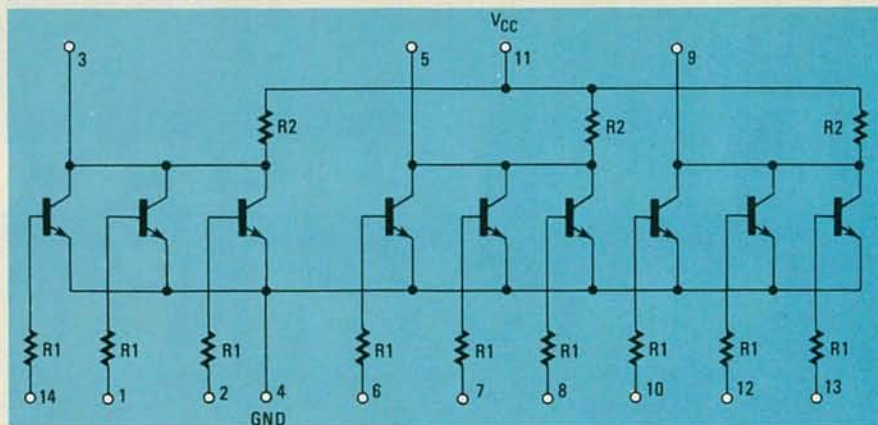 VCC
3 5 11 9
R2 R2 R2
R1 R1 R1 R1 R1 R1 R1 R1 R1
14 1 2 4 6 7 8 10 12 13
GND